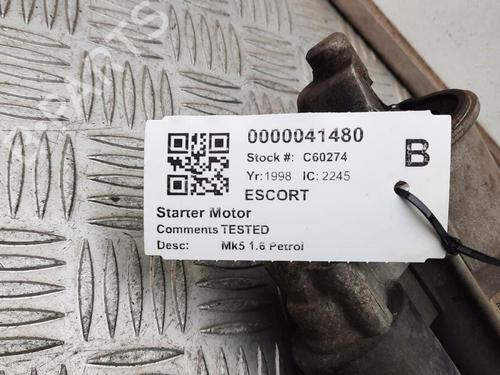 0000041480
Stock #: C60274
B
Yr:1998 IC: 2245
ESCORT
Starter Motor
Comments TESTED
Desc: Mk5 1.6 Petrol